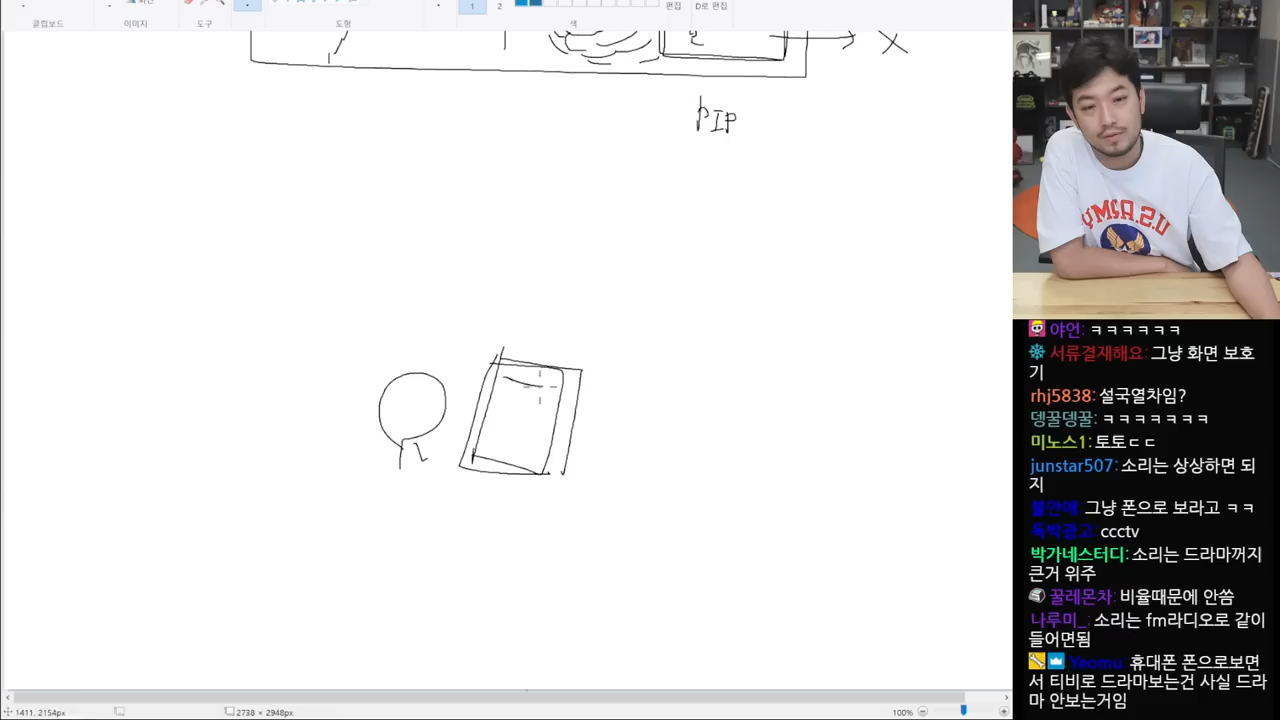 클립보드
이미지
도구
도형
1
2
색
편집
D로 편집
x
PIP
YMSA.2.U
야언: ㅋㅋㅋㅋㅋㅋ
서류결재해요: 그냥 화면 보호
기
rhj5838: 설국열차임?
뎅꿀뎅꿀: ㅋㅋㅋㅋㅋㅋㅋ
미노스1: 토토ㄷㄷ
junstar507: 소리는 상상하면 되
지
불안애: 그냥 폰으로 보라고 ㅋㅋ
독박광고: ccctv
박가네스터디: 소리는 드라마꺼지
큰거 위주
꿀레몬차: 비율때문에 안씀
나루미_: 소리는 fm라디오로 같이
들어면됨
Yeomu: 휴대폰 폰으로보면
서 티비로 드라마보는건 사실 드라
마 안보는거임
1411, 2154px
2738 × 2948px
100%